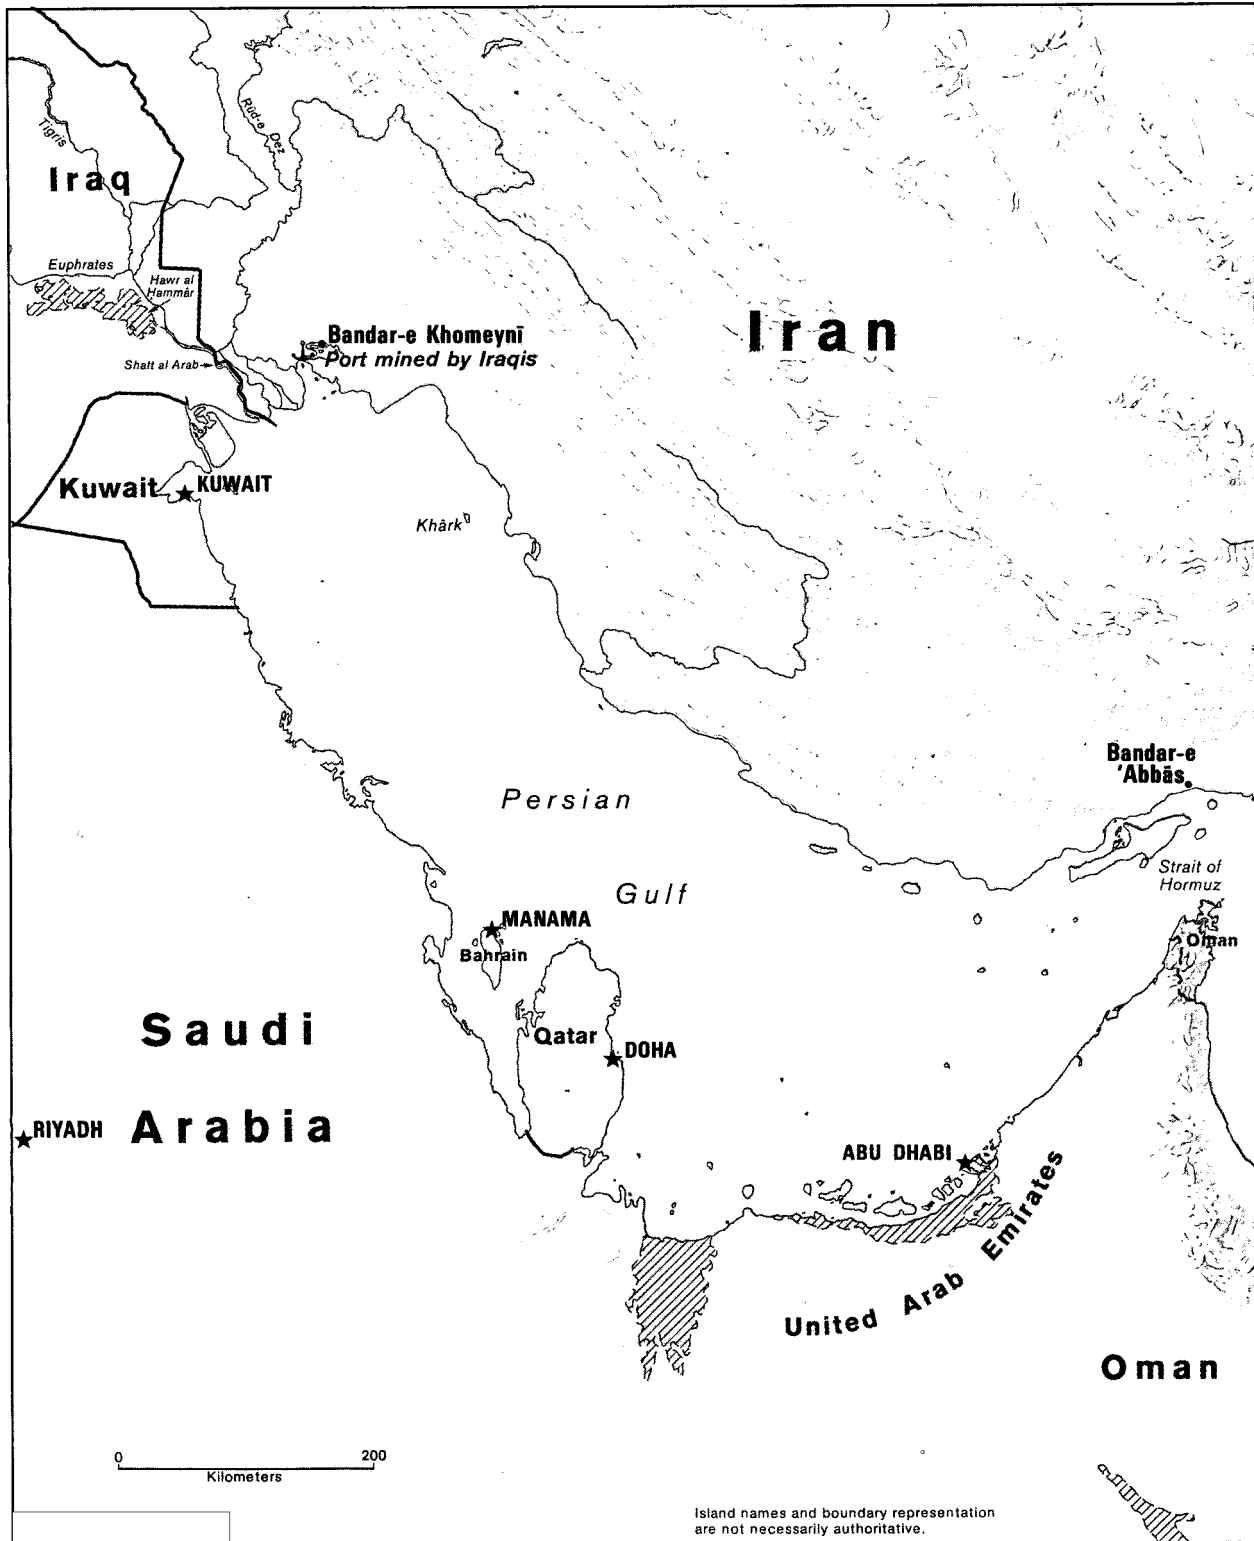 Tigris
Rūd-e Dez
Iraq
Euphrates
Hawr al
Hammār
Shatt al Arab
Bandar-e Khomeynī
Port mined by Iraqis
Iran
Kuwait
KUWAIT
Khârk
Persian
Gulf
Bandar-e
'Abbās
Strait of
Hormuz
Oman
MANAMA
Bahrain
Qatar
DOHA
Saudi
Arabia
RIYADH
ABU DHABI
United Arab Emirates
Oman
0 200
Kilometers
Island names and boundary representation
are not necessarily authoritative.